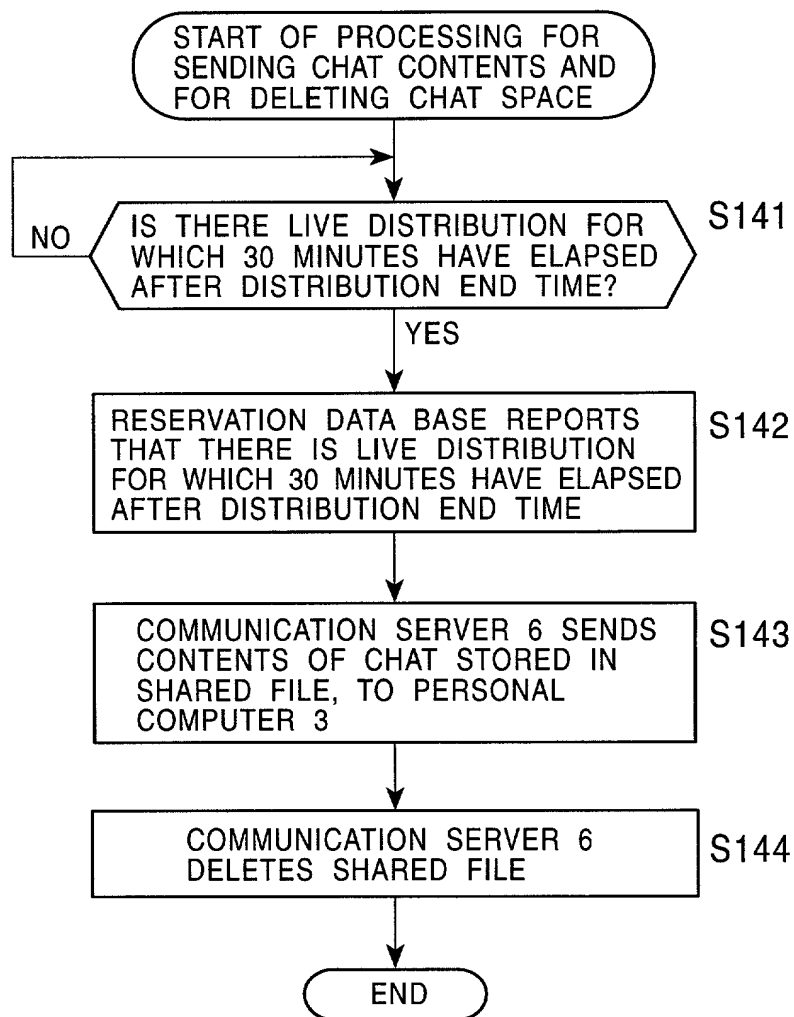 START OF PROCESSING FOR
SENDING CHAT CONTENTS AND
FOR DELETING CHAT SPACE
NO
IS THERE LIVE DISTRIBUTION FOR
WHICH 30 MINUTES HAVE ELAPSED
AFTER DISTRIBUTION END TIME?
S141
YES
RESERVATION DATA BASE REPORTS
THAT THERE IS LIVE DISTRIBUTION
FOR WHICH 30 MINUTES HAVE ELAPSED
AFTER DISTRIBUTION END TIME
S142
COMMUNICATION SERVER 6 SENDS
CONTENTS OF CHAT STORED IN
SHARED FILE, TO PERSONAL
COMPUTER 3
S143
COMMUNICATION SERVER 6
DELETES SHARED FILE
S144
END